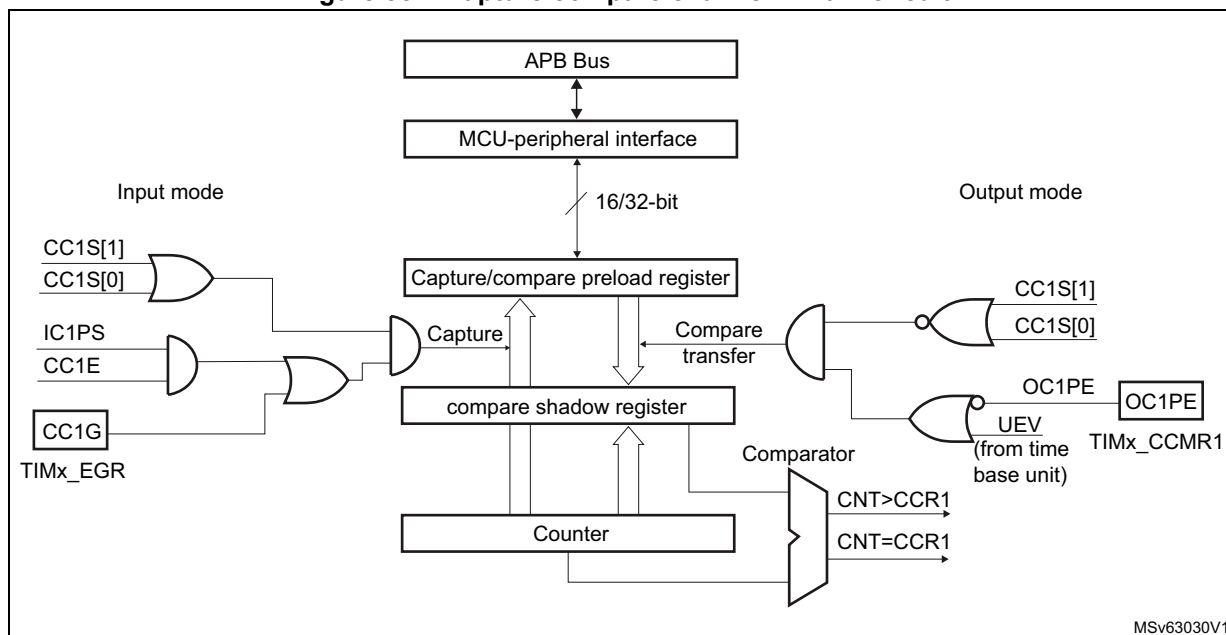 APB Bus
MCU-peripheral interface
Input mode
16/32-bit
Output mode
CC1S[1]
CC1S[0]
Capture/compare preload register
CC1S[1]
CC1S[0]
IC1PS
CC1E
Capture
Compare
transfer
compare shadow register
OC1PE
OC1PE
CC1G
TIMx_EGR
UEV
(from time
base unit)
TIMx_CCMR1
Comparator
CNT>CCR1
Counter
CNT=CCR1
MSv63030V1